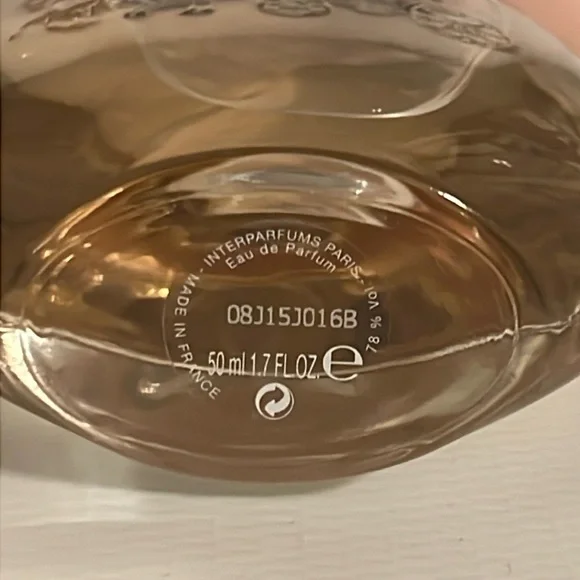 MADE IN FRANCE - INTERPARFUMS PARIS - 78 % Vol
Eau de Parfum
08J15J016B
50 ml 1.7 FL.OZ. e